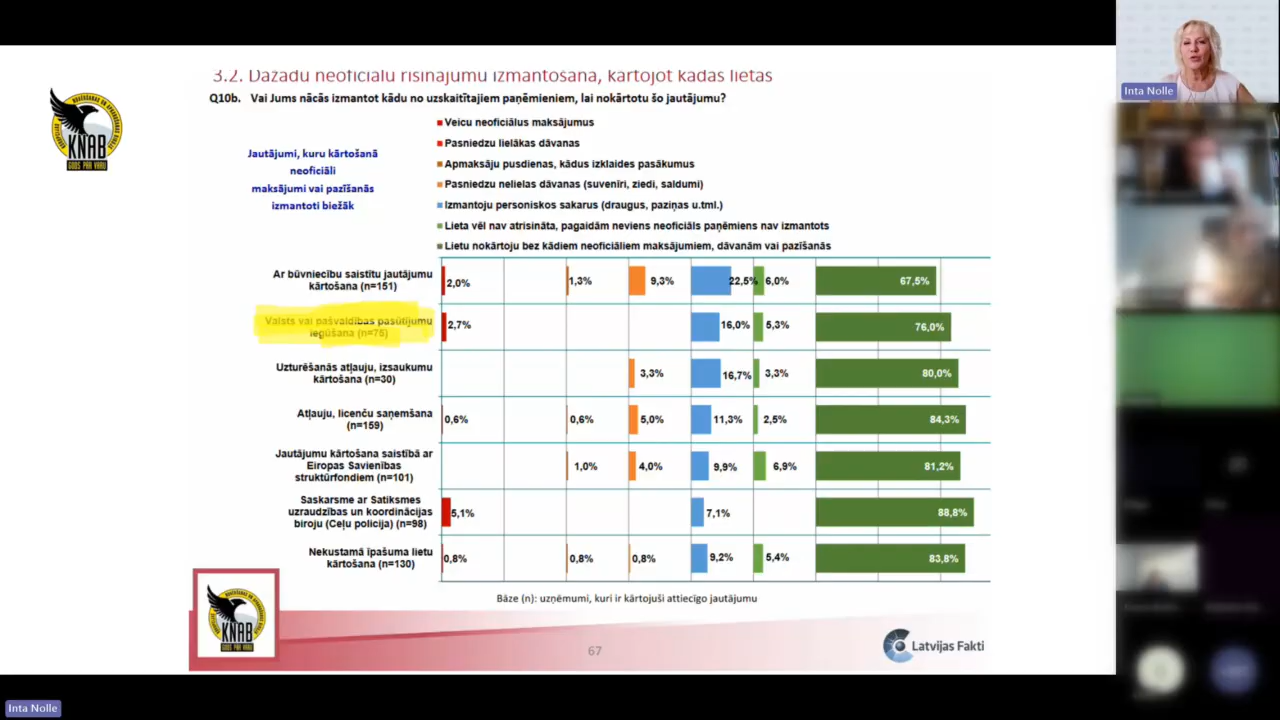 3.2. Dažādu neoficiālu risinājumu izmantošana, kārtojot kādas lietas
Q10b. Vai Jums nācās izmantot kādu no uzskaitītajiem paņēmieniem, lai nokārtotu šo jautājumu?
KNAB
GODS PĀR VARU
Jautājumi, kuru kārtošanā
neoficiāli
maksājumi vai pazīšanās
izmantoti biežāk
Veicu neoficiālus maksājumus
Pasniedzu lielākas dāvanas
Apmaksāju pusdienas, kādus izklaides pasākumus
Pasniedzu nelielas dāvanas (suvenīri, ziedi, saldumi)
Izmantoju personiskos sakarus (draugus, paziņas u.tml.)
Lieta vēl nav atrisināta, pagaidām neviens neoficiāls paņēmiens nav izmantots
Lietu nokārtoju bez kādiem neoficiāliem maksājumiem, dāvanām vai pazīšanās
Ar būvniecību saistītu jautājumu
kārtošana (n=151)
2,0% 1,3% 9,3% 22,5% 6,0% 67,5%
Valsts vai pašvaldības pasūtījumu
iegūšana (n=75)
2,7% 16,0% 5,3% 76,0%
Uzturēšanās atļauju, izsaukumu
kārtošana (n=30)
3,3% 16,7% 3,3% 80,0%
Atļauju, licenču saņemšana
(n=159)
0,6% 0,6% 5,0% 11,3% 2,5% 84,3%
Jautājumu kārtošana saistībā ar
Eiropas Savienības
struktūrfondiem (n=101)
1,0% 4,0% 9,9% 6,9% 81,2%
Saskarsme ar Satiksmes
uzraudzības un koordinācijas
biroju (Ceļu policija) (n=98)
5,1% 7,1% 88,8%
Nekustamā īpašuma lietu
kārtošana (n=130)
0,8% 0,8% 0,8% 9,2% 5,4% 83,8%
Bāze (n): uzņēmumi, kuri ir kārtojuši attiecīgo jautājumu
KNAB
GODS PĀR VARU
67
Latvijas Fakti
Inta Nolle
Inta Nolle